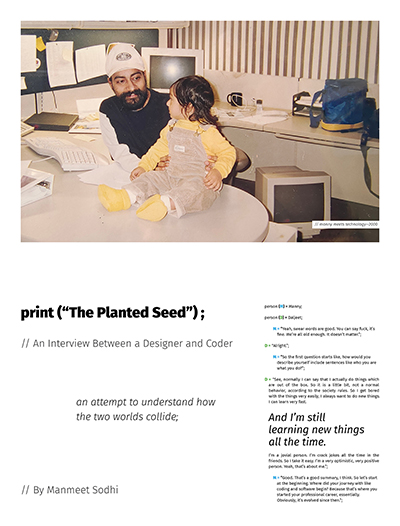 // manny meets technology–2000
print (“The Planted Seed”) ;
// An Interview Between a Designer and Coder
an attempt to understand how
the two worlds collide;
// By Manmeet Sodhi
person (M) = Manny;
person (D) = Daljeet;
M = "Yeah, swear words are good. You can say fuck, it's
fine. We're all old enough. It doesn't matter";
D = "Alright";
M = "So the first question starts like, how would you
describe yourself include sentences like who you are
what you do?";
D = "See, normally I can say that I actually do things which
are out of the box. So it is a little bit, not a normal
behavior, according to the society rules. So I get bored
with the things very easily, I always want to do new things.
I can learn very fast.
And I’m still
learning new things
all the time.
I'm a jovial person. I'm crack jokes all the time in the
friends. So I take it easy. I'm a very optimistic, very positive
person. Yeah, that's about me";
M = "Good. That's a good summary, I think. So let's start
at the beginning. Where did your journey with like
coding and software begin? Because that's where you
started your professional career, essentially.
Obviously, it's evolved since then";